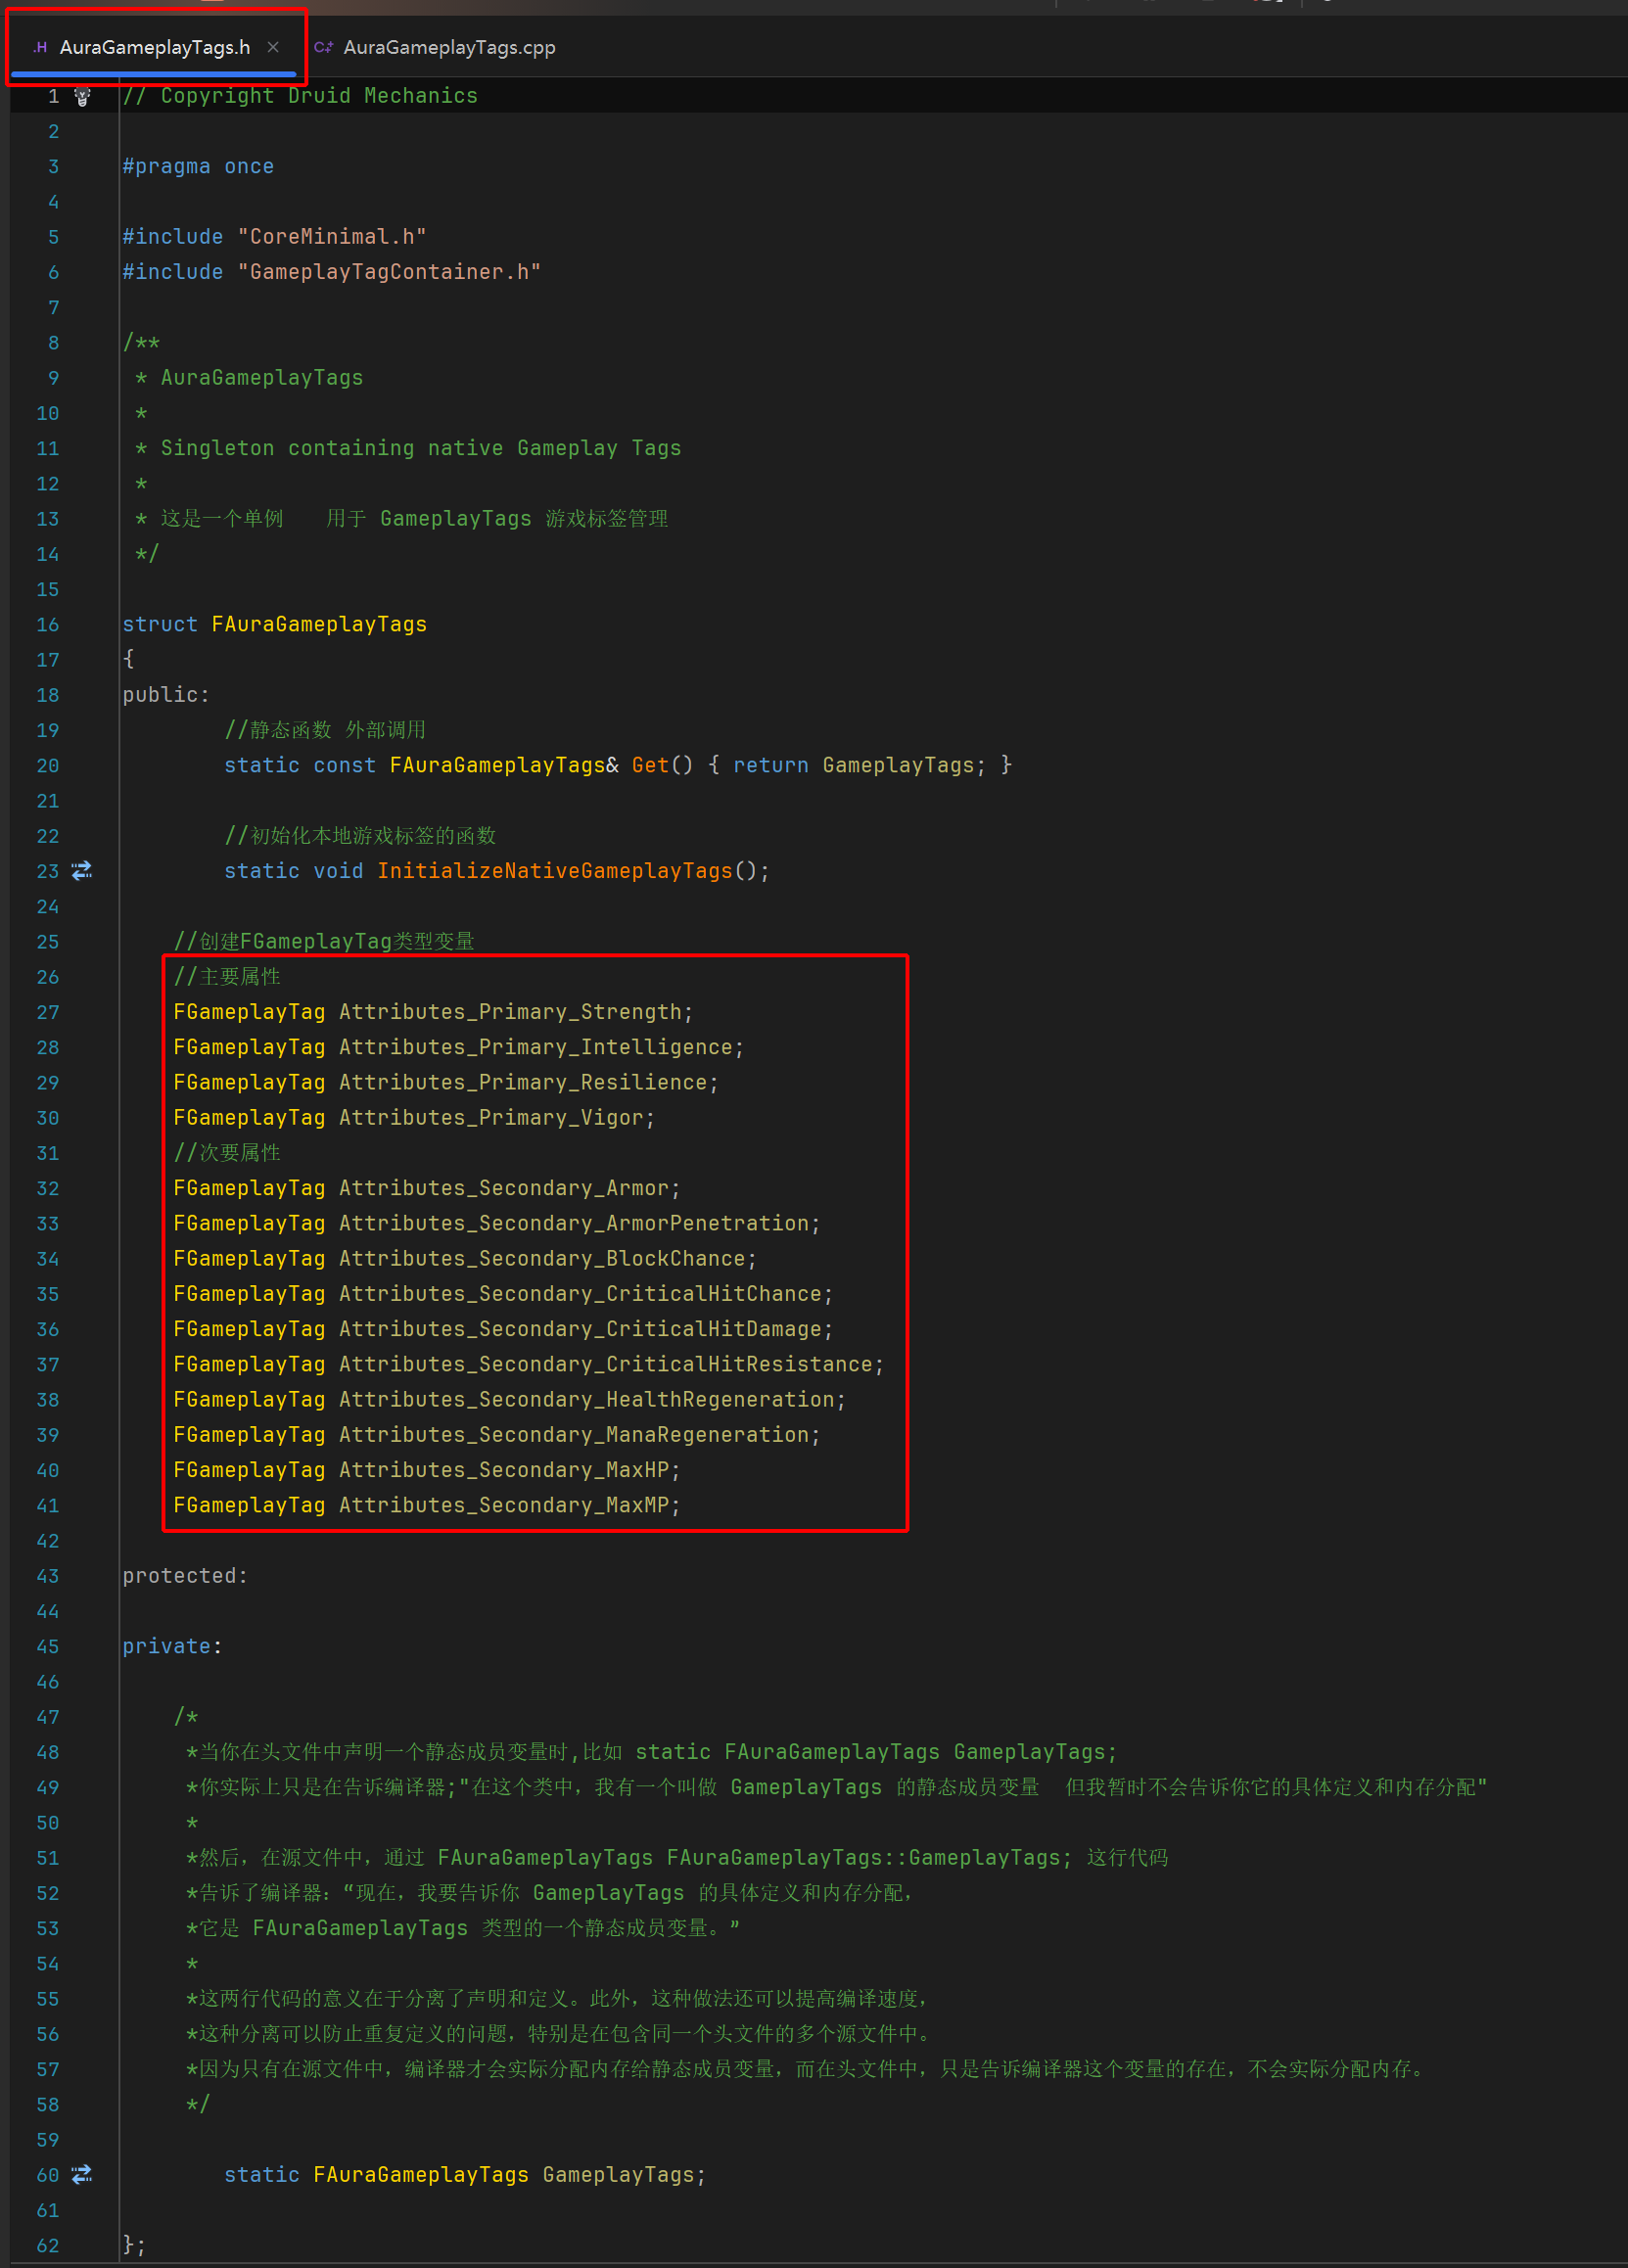 .H AuraGameplayTags.h × C++ AuraGameplayTags.cpp
1 // Copyright Druid Mechanics
2
3 #pragma once
4
5 #include "CoreMinimal.h"
6 #include "GameplayTagContainer.h"
7
8 /**
9 * AuraGameplayTags
10 *
11 * Singleton containing native Gameplay Tags
12 *
13 * 这是一个单例 用于 GameplayTags 游戏标签管理
14 */
15
16 struct FAuraGameplayTags
17 {
18 public:
19 //静态函数 外部调用
20 static const FAuraGameplayTags& Get() { return GameplayTags; }
21
22 //初始化本地游戏标签的函数
23 static void InitializeNativeGameplayTags();
24
25 //创建FGameplayTag类型变量
26 //主要属性
27 FGameplayTag Attributes_Primary_Strength;
28 FGameplayTag Attributes_Primary_Intelligence;
29 FGameplayTag Attributes_Primary_Resilience;
30 FGameplayTag Attributes_Primary_Vigor;
31 //次要属性
32 FGameplayTag Attributes_Secondary_Armor;
33 FGameplayTag Attributes_Secondary_ArmorPenetration;
34 FGameplayTag Attributes_Secondary_BlockChance;
35 FGameplayTag Attributes_Secondary_CriticalHitChance;
36 FGameplayTag Attributes_Secondary_CriticalHitDamage;
37 FGameplayTag Attributes_Secondary_CriticalHitResistance;
38 FGameplayTag Attributes_Secondary_HealthRegeneration;
39 FGameplayTag Attributes_Secondary_ManaRegeneration;
40 FGameplayTag Attributes_Secondary_MaxHP;
41 FGameplayTag Attributes_Secondary_MaxMP;
42
43 protected:
44
45 private:
46
47 /*
48 *当你在头文件中声明一个静态成员变量时,比如 static FAuraGameplayTags GameplayTags;
49 *你实际上只是在告诉编译器;"在这个类中，我有一个叫做 GameplayTags 的静态成员变量 但我暂时不会告诉你它的具体定义和内存分配"
50 *
51 *然后，在源文件中，通过 FAuraGameplayTags FAuraGameplayTags::GameplayTags; 这行代码
52 *告诉了编译器：“现在，我要告诉你 GameplayTags 的具体定义和内存分配，
53 *它是 FAuraGameplayTags 类型的一个静态成员变量。”
54 *
55 *这两行代码的意义在于分离了声明和定义。此外，这种做法还可以提高编译速度，
56 *这种分离可以防止重复定义的问题，特别是在包含同一个头文件的多个源文件中。
57 *因为只有在源文件中，编译器才会实际分配内存给静态成员变量，而在头文件中，只是告诉编译器这个变量的存在，不会实际分配内存。
58 */
59
60 static FAuraGameplayTags GameplayTags;
61
62 };